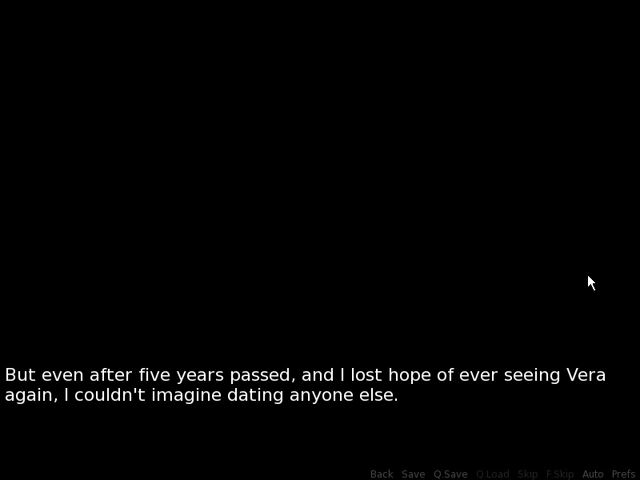 But even after five years passed, and I lost hope of ever seeing Vera
again, I couldn't imagine dating anyone else.
Back Save Q.Save Q.Load Skip F.Skip Auto Prefs